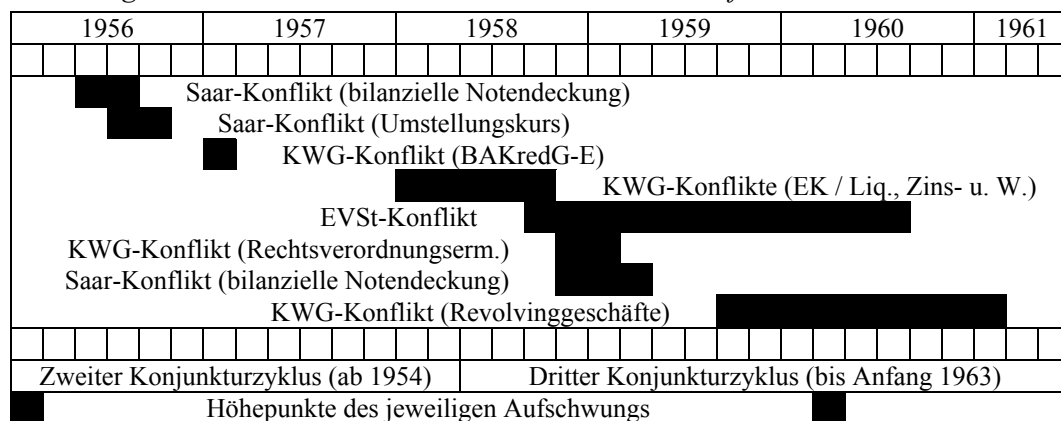 1956 1957 1958 1959 1960 1961
Saar-Konflikt (bilanzielle Notendeckung)
Saar-Konflikt (Umstellungskurs)
KWG-Konflikt (BAKredG-E)
KWG-Konflikte (EK / Liq., Zins- u. W.)
EVSt-Konflikt
KWG-Konflikt (Rechtsverordnungserm.)
Saar-Konflikt (bilanzielle Notendeckung)
KWG-Konflikt (Revolvinggeschäfte)
Zweiter Konjunkturzyklus (ab 1954) Dritter Konjunkturzyklus (bis Anfang 1963)
Höhepunkte des jeweiligen Aufschwungs